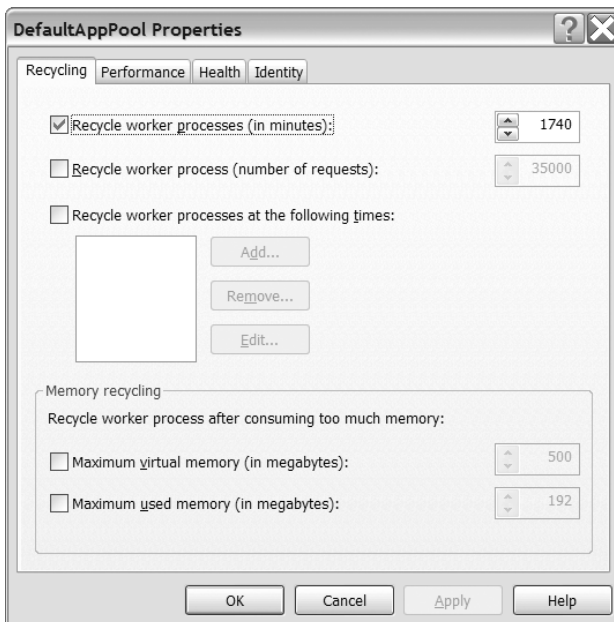 DefaultAppPool Properties
Recycling Performance Health Identity
Recycle worker processes (in minutes): 1740
Recycle worker process (number of requests): 35000
Recycle worker processes at the following times:
Add...
Remove...
Edit...
Memory recycling
Recycle worker process after consuming too much memory:
Maximum virtual memory (in megabytes): 500
Maximum used memory (in megabytes): 192
OK Cancel Apply Help